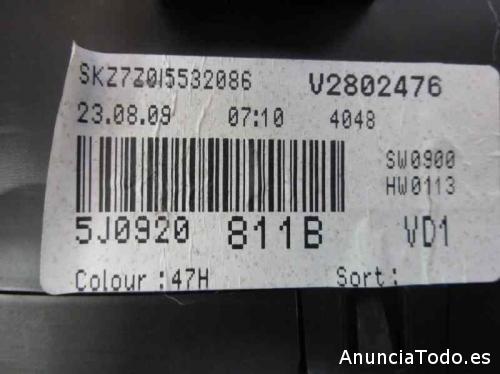 SKZ7Z0I5532086 V2802476
23.08.09 07:10 4048
SW0900
HW0113
5J0920 811B VD1
Colour : 47H Sort:
AnunciaTodo.es